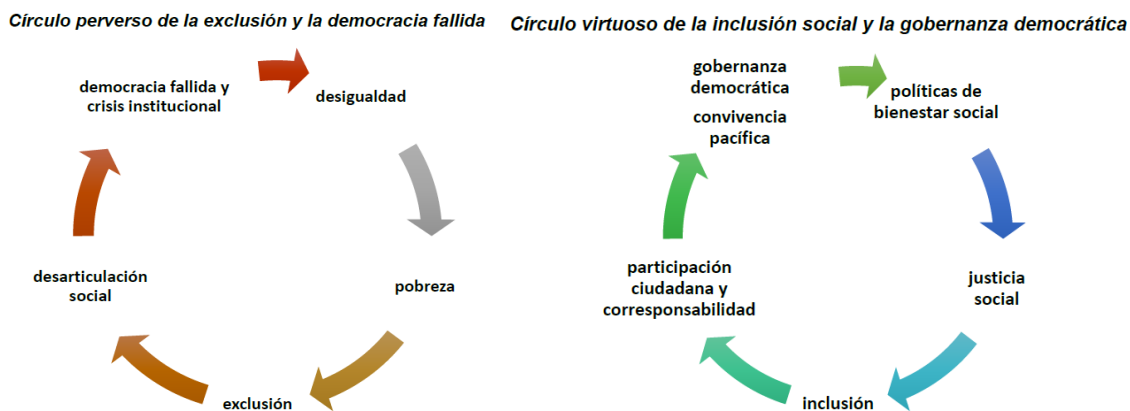 Círculo perverso de la exclusión y la democracia fallida
democracia fallida y
crisis institucional
desigualdad
pobreza
exclusión
desarticulación
social
Círculo virtuoso de la inclusión social y la gobernanza democrática
gobernanza
democrática
convivencia
pacífica
políticas de
bienestar social
justicia
social
inclusión
participación
ciudadana y
corresponsabilidad